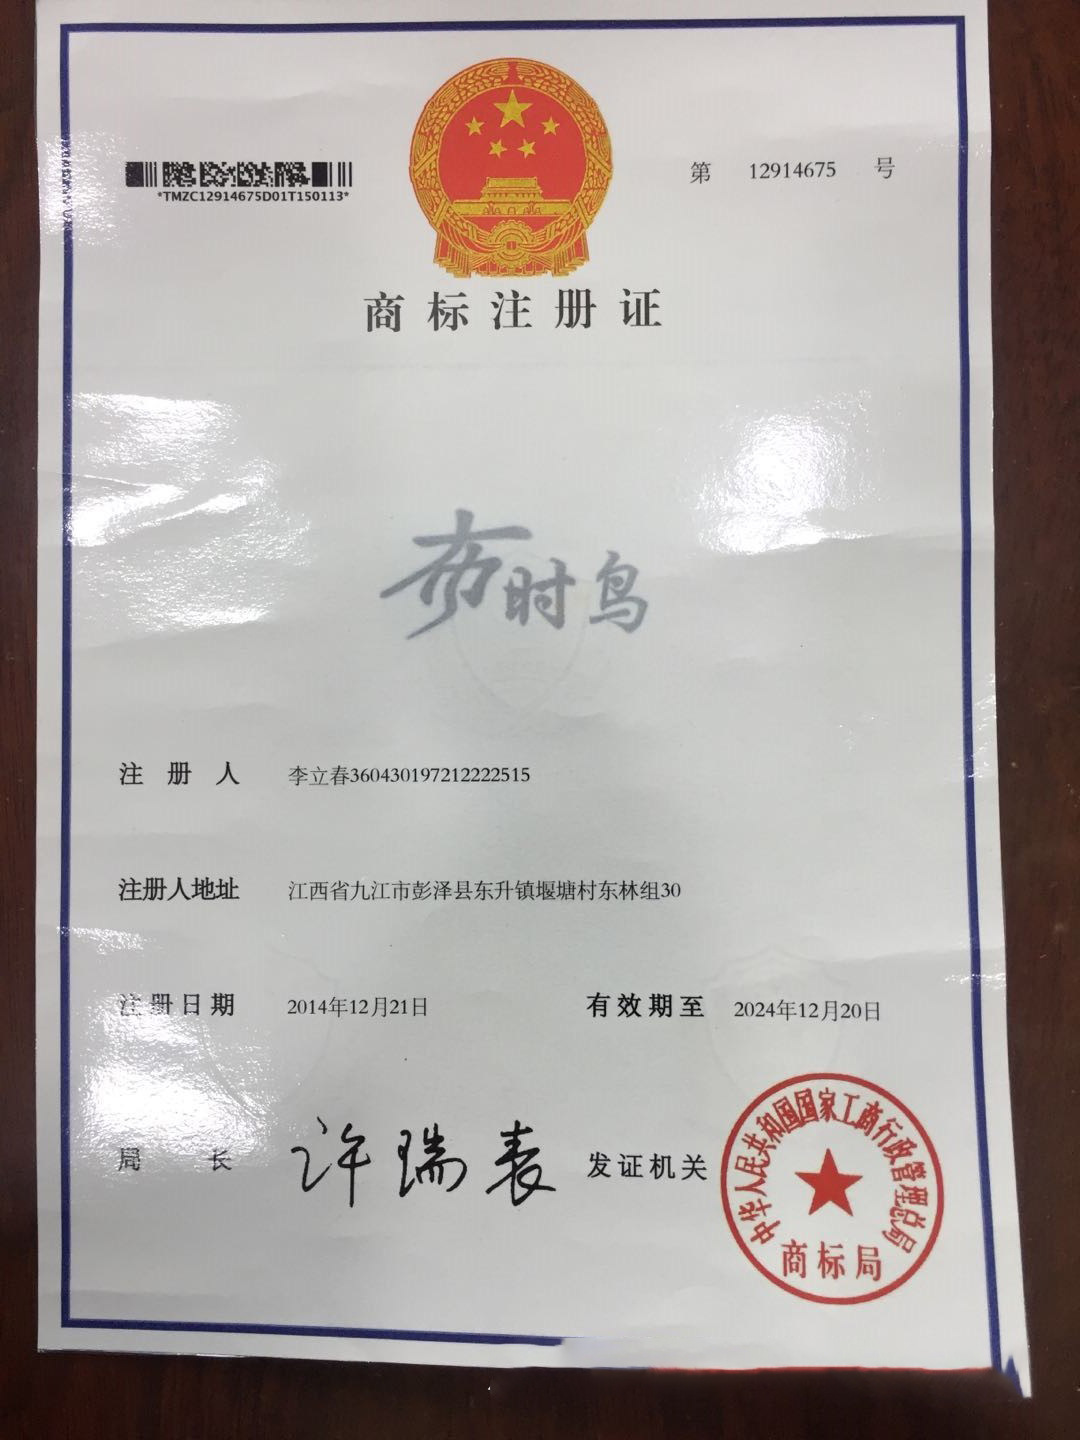 *TMZC12914675D01T150113*
第 12914675 号
商标注册证
布时鸟
注册人 李立春360430197212222515
注册人地址 江西省九江市彭泽县东升镇堰塘村东林组30
注册日期 2014年12月21日 有效期至 2024年12月20日
局长 许瑞表 发证机关
中华人民共和国国家工商行政管理总局
商标局